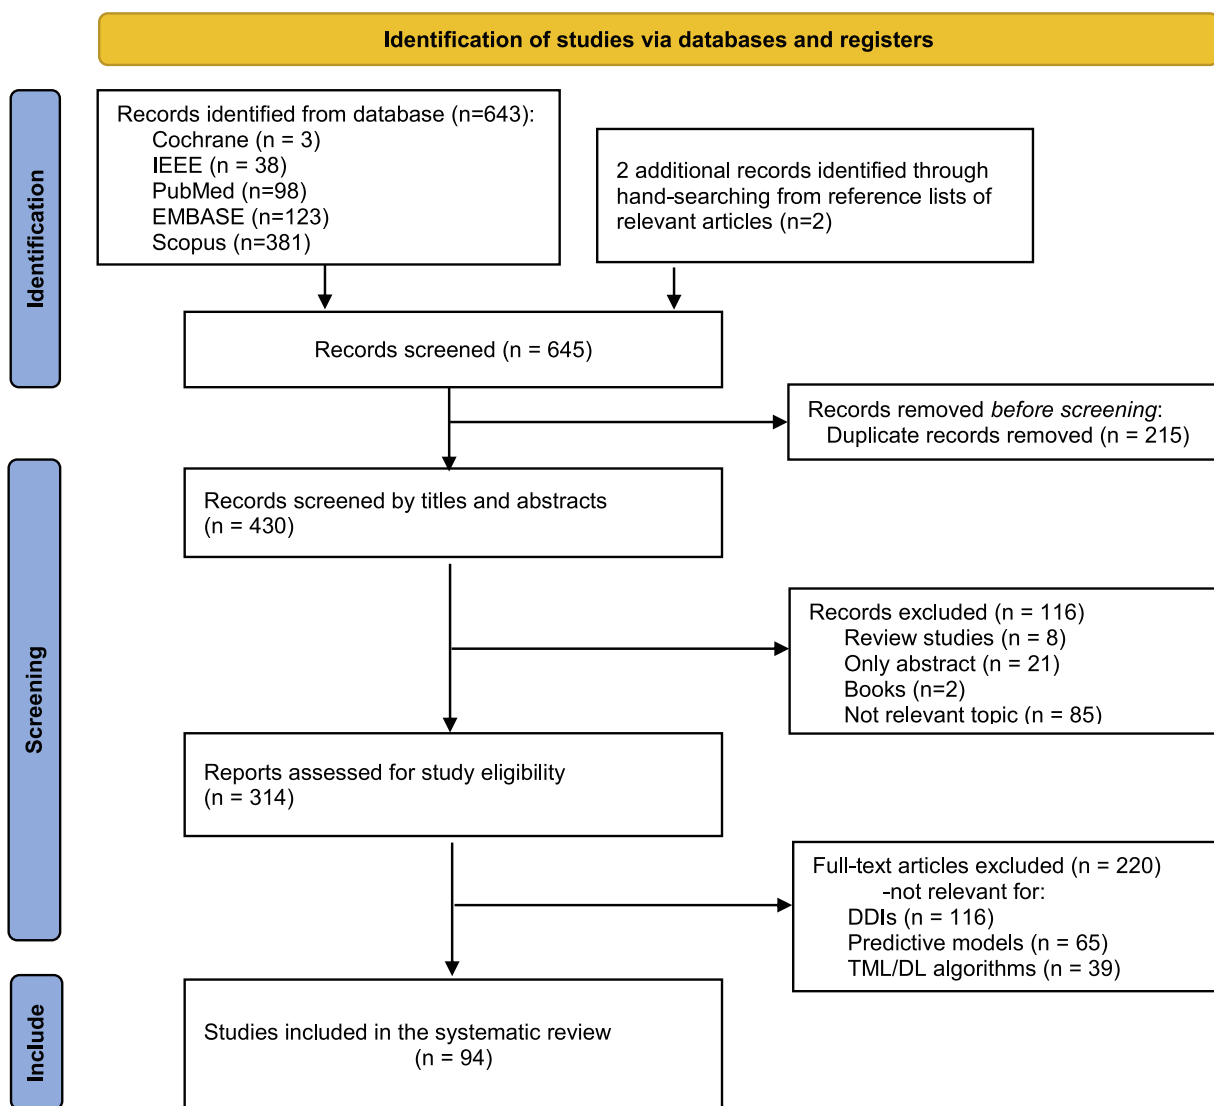 Identification of studies via databases and registers
Identification
Records identified from database (n=643):
Cochrane (n = 3)
IEEE (n = 38)
PubMed (n=98)
EMBASE (n=123)
Scopus (n=381)
2 additional records identified through
hand-searching from reference lists of
relevant articles (n=2)
Records screened (n = 645)
Records removed before screening:
Duplicate records removed (n = 215)
Screening
Records screened by titles and abstracts
(n = 430)
Records excluded (n = 116)
Review studies (n = 8)
Only abstract (n = 21)
Books (n=2)
Not relevant topic (n = 85)
Reports assessed for study eligibility
(n = 314)
Full-text articles excluded (n = 220)
-not relevant for:
DDIs (n = 116)
Predictive models (n = 65)
TML/DL algorithms (n = 39)
Include
Studies included in the systematic review
(n = 94)